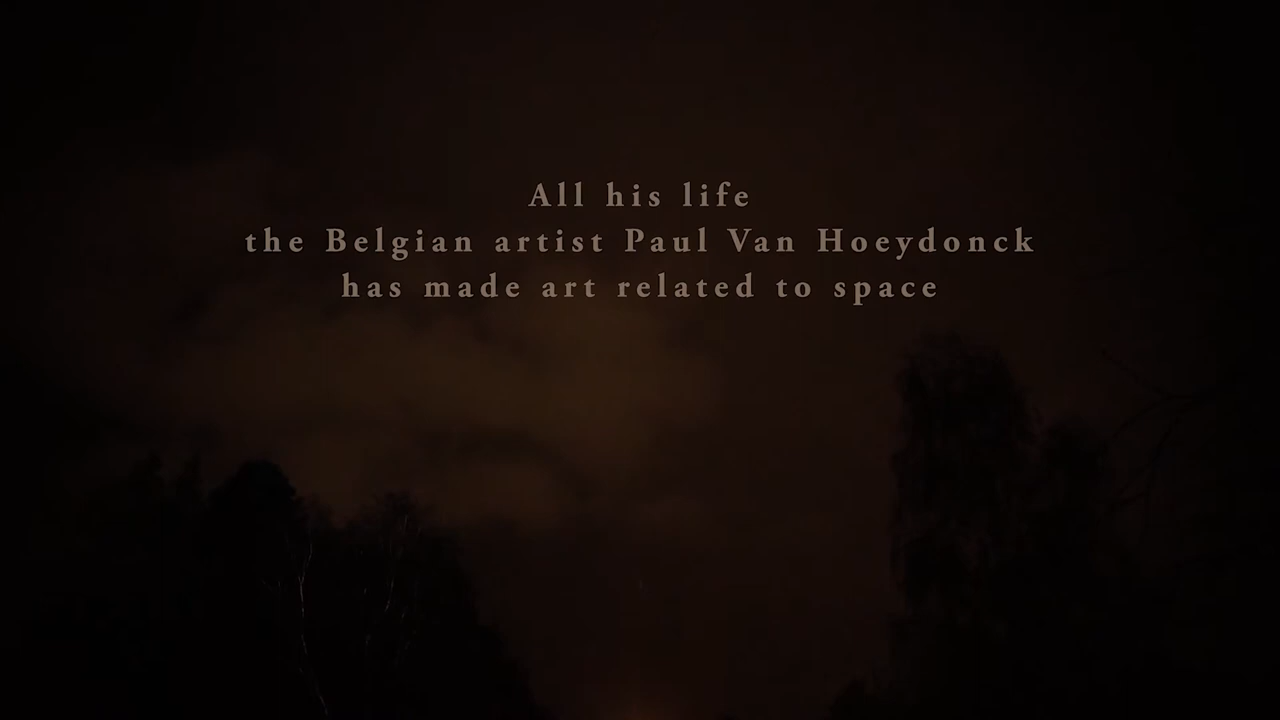 All his life
the Belgian artist Paul Van Hoeydonck
has made art related to space